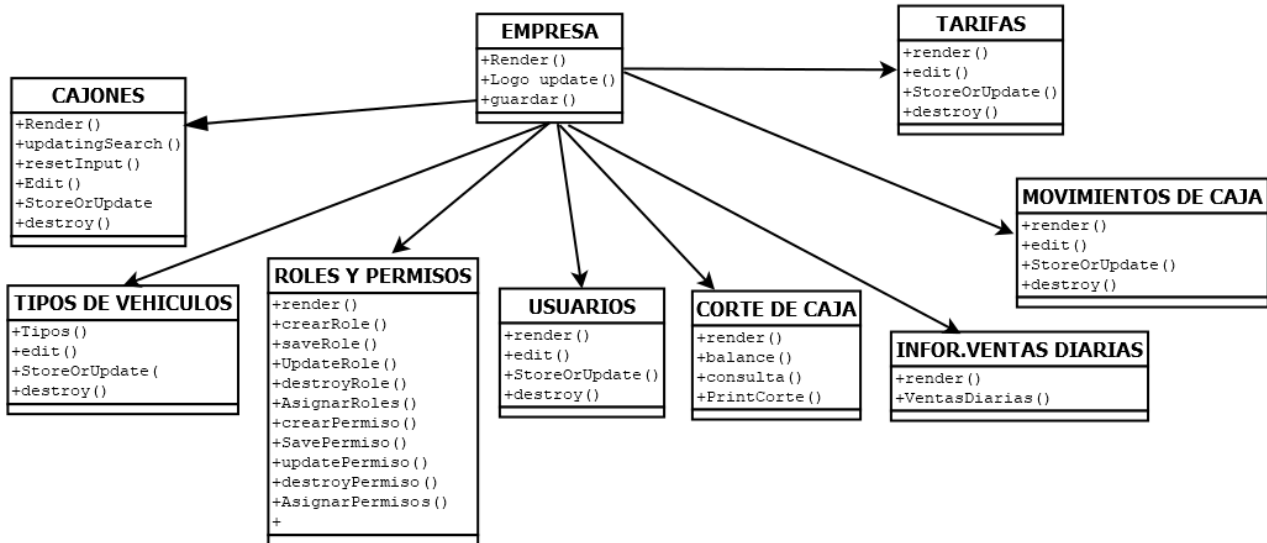 EMPRESA
+Render()
+Logo update()
+guardar()
TARIFAS
+render()
+edit()
+StoreOrUpdate()
+destroy()
CAJONES
+Render()
+updatingSearch()
+resetInput()
+Edit()
+StoreOrUpdate
+destroy()
MOVIMIENTOS DE CAJA
+render()
+edit()
+StoreOrUpdate()
+destroy()
TIPOS DE VEHICULOS
+Tipos()
+edit()
+StoreOrUpdate(
+destroy()
ROLES Y PERMISOS
+render()
+crearRole()
+saveRole()
+UpdateRole()
+destroyRole()
+AsignarRoles()
+crearPermiso()
+SavePermiso()
+updatePermiso()
+destroyPermiso()
+AsignarPermisos()
+
USUARIOS
+render()
+edit()
+StoreOrUpdate()
+destroy()
CORTE DE CAJA
+render()
+balance()
+consulta()
+PrintCorte()
INFOR.VENTAS DIARIAS
+render()
+VentasDiarias()